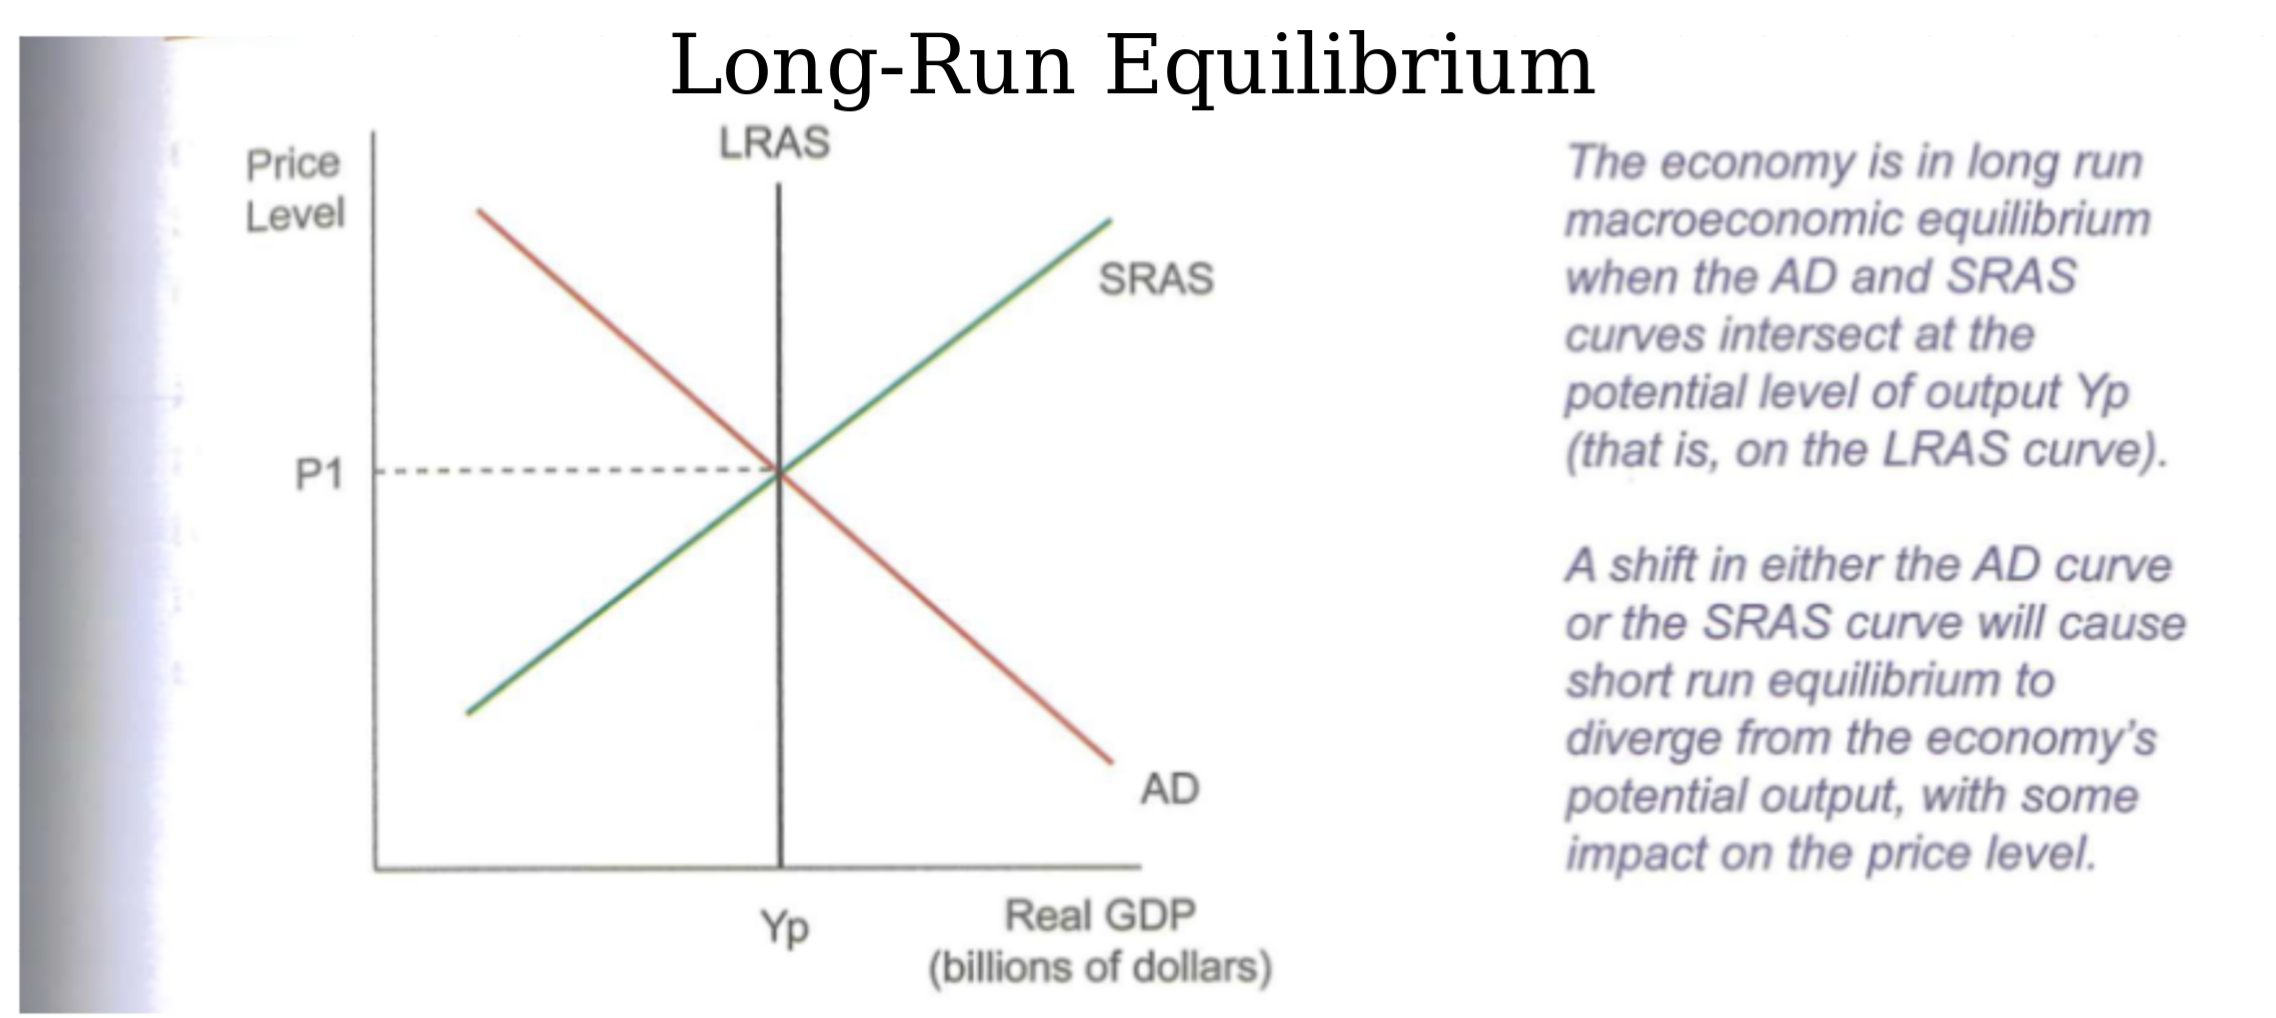 Long-Run Equilibrium
Price
Level
LRAS
SRAS
P1
AD
Yp
Real GDP
(billions of dollars)
The economy is in long run
macroeconomic equilibrium
when the AD and SRAS
curves intersect at the
potential level of output Yp
(that is, on the LRAS curve).
A shift in either the AD curve
or the SRAS curve will cause
short run equilibrium to
diverge from the economy's
potential output, with some
impact on the price level.